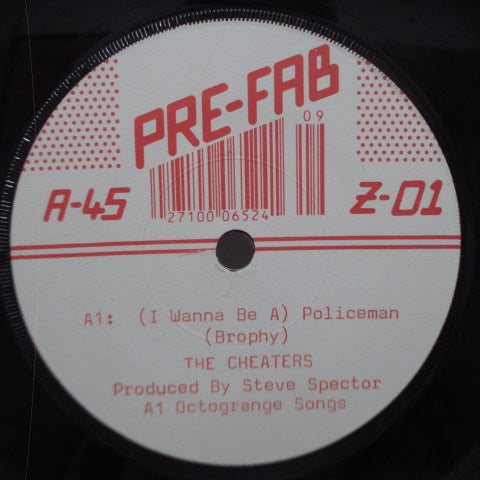 PRE-FAB
09
27100 06524
A-45
Z-01
A1: (I Wanna Be A) Policeman
(Brophy)
THE CHEATERS
Produced By Steve Spector
A1 Octogrange Songs